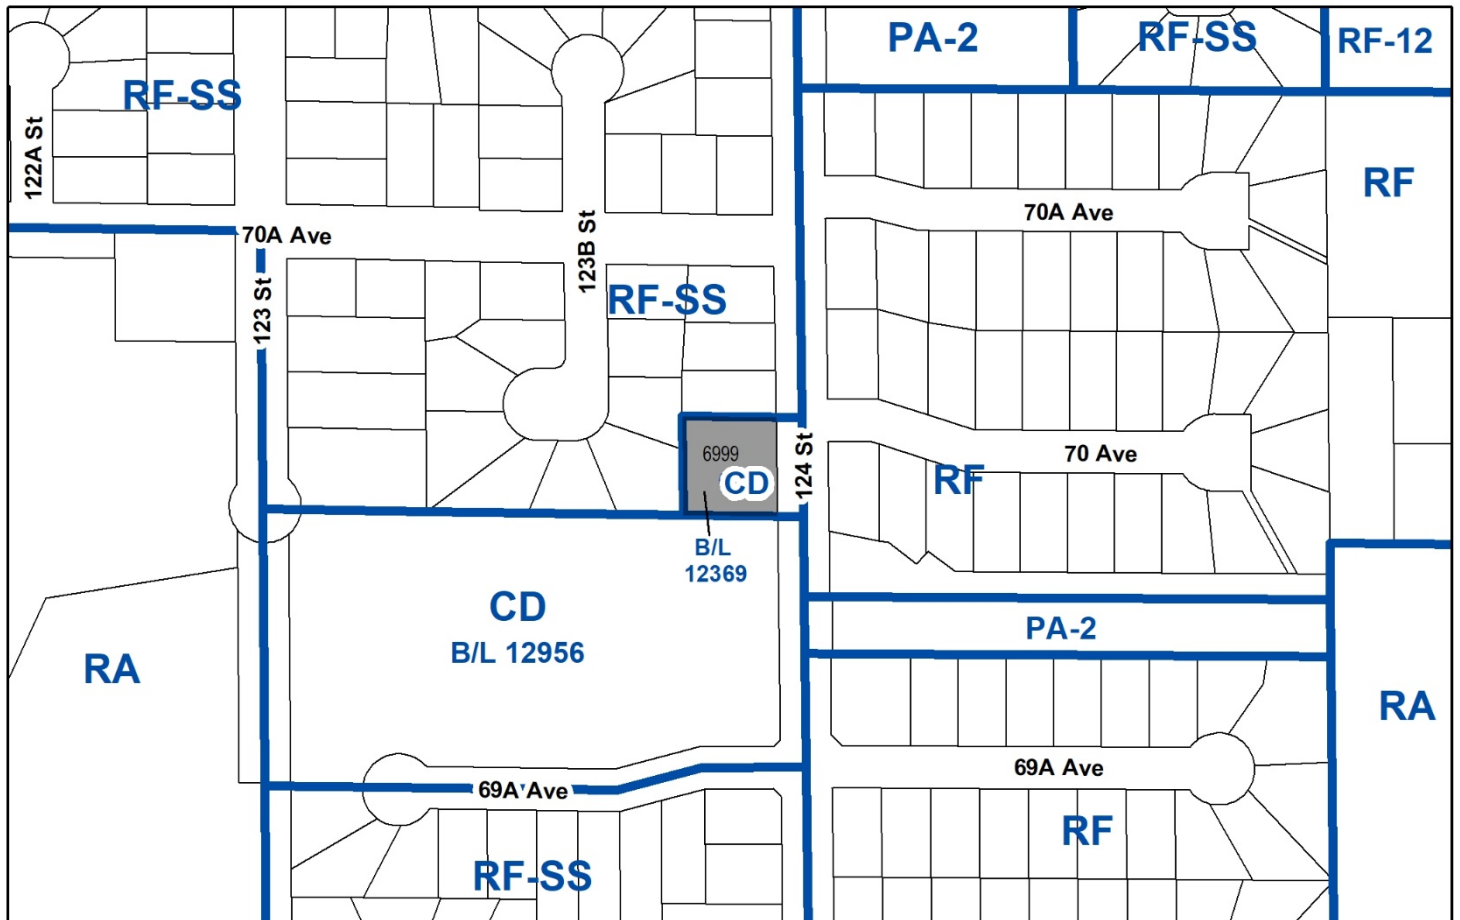 PA-2
RF-SS
RF-12
RF-SS
122A St
RF
70A Ave
70A Ave
123B St
123 St
RF-SS
6999
CD
124 St
70 Ave
RF
B/L
12369
CD
B/L 12956
PA-2
RA
RA
69A Ave
69A Ave
RF
RF-SS